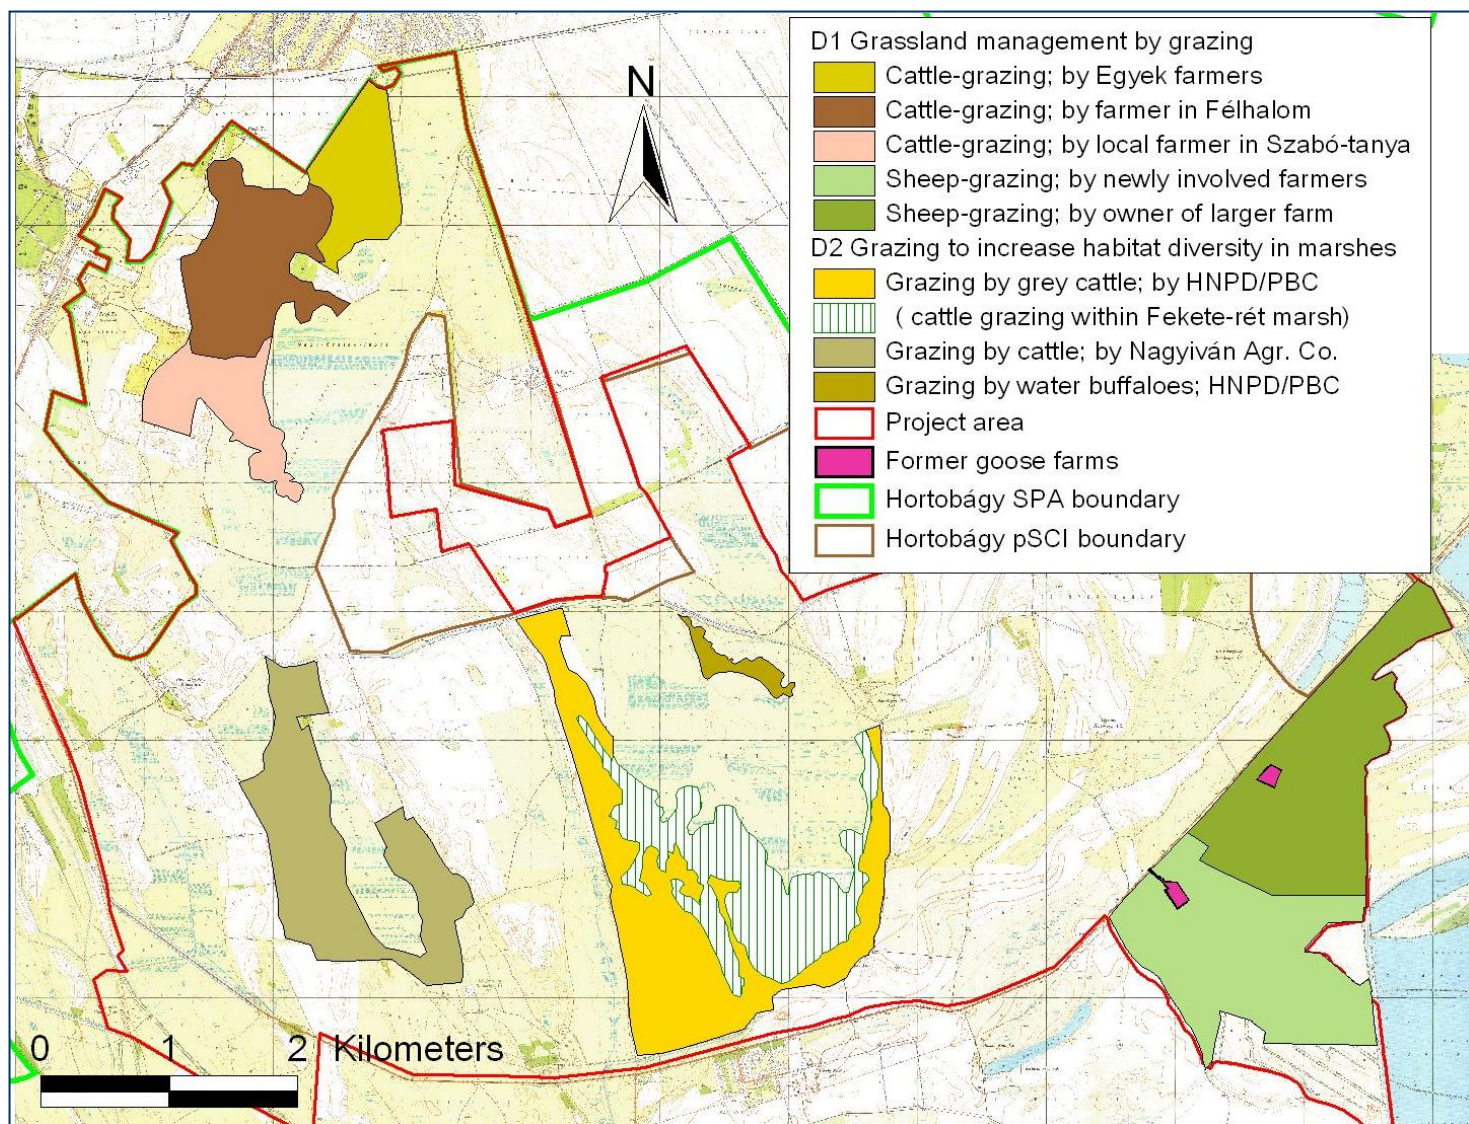 N
D1 Grassland management by grazing
Cattle-grazing; by Egyek farmers
Cattle-grazing; by farmer in Félhalom
Cattle-grazing; by local farmer in Szabó-tanya
Sheep-grazing; by newly involved farmers
Sheep-grazing; by owner of larger farm
D2 Grazing to increase habitat diversity in marshes
Grazing by grey cattle; by HNPD/PBC
( cattle grazing within Fekete-rét marsh)
Grazing by cattle; by Nagyiván Agr. Co.
Grazing by water buffaloes; HNPD/PBC
Project area
Former goose farms
Hortobágy SPA boundary
Hortobágy pSCI boundary
0 1 2 Kilometers